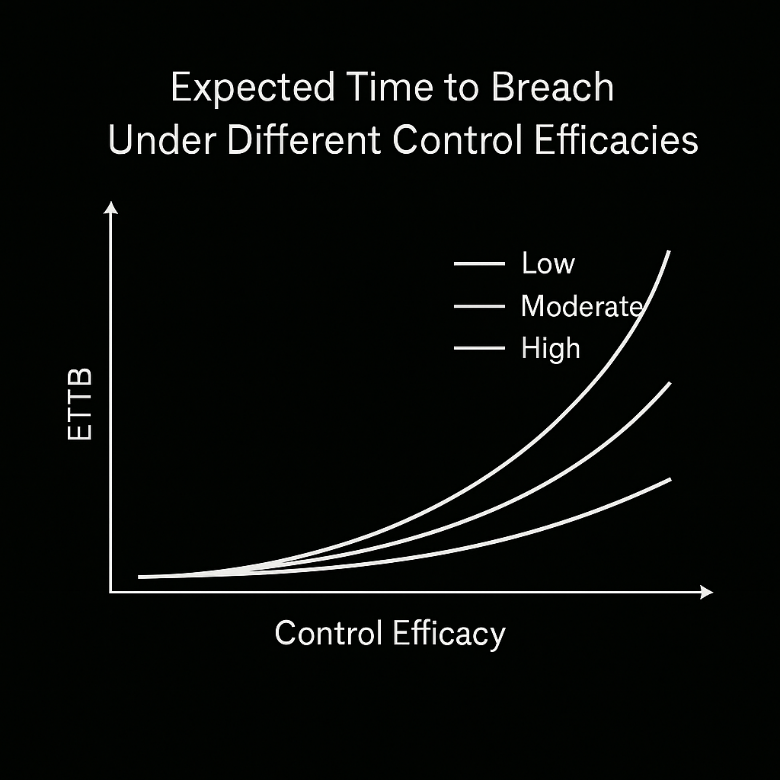 Expected Time to Breach
Under Different Control Efficacies
Low
Moderate
High
ETTB
Control Efficacy